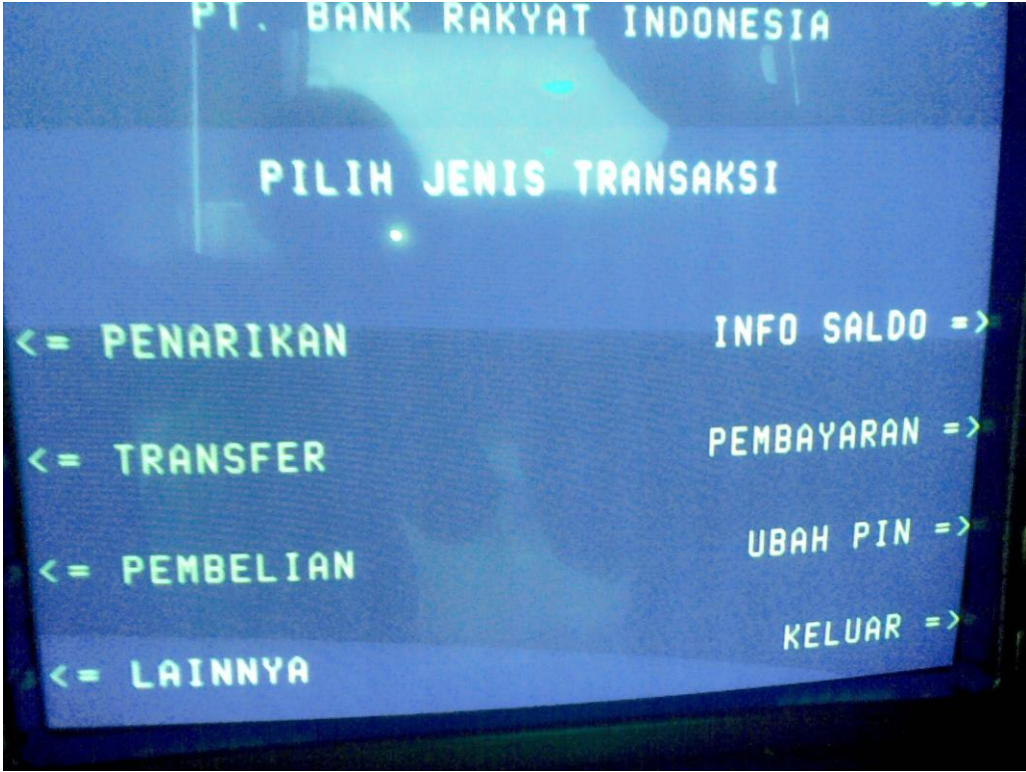 PT. BANK RAKYAT INDONESIA
PILIH JENIS TRANSAKSI
<= PENARIKAN
INFO SALDO =>
<= TRANSFER
PEMBAYARAN =>
<= PEMBELIAN
UBAH PIN =>
<= LAINNYA
KELUAR =>